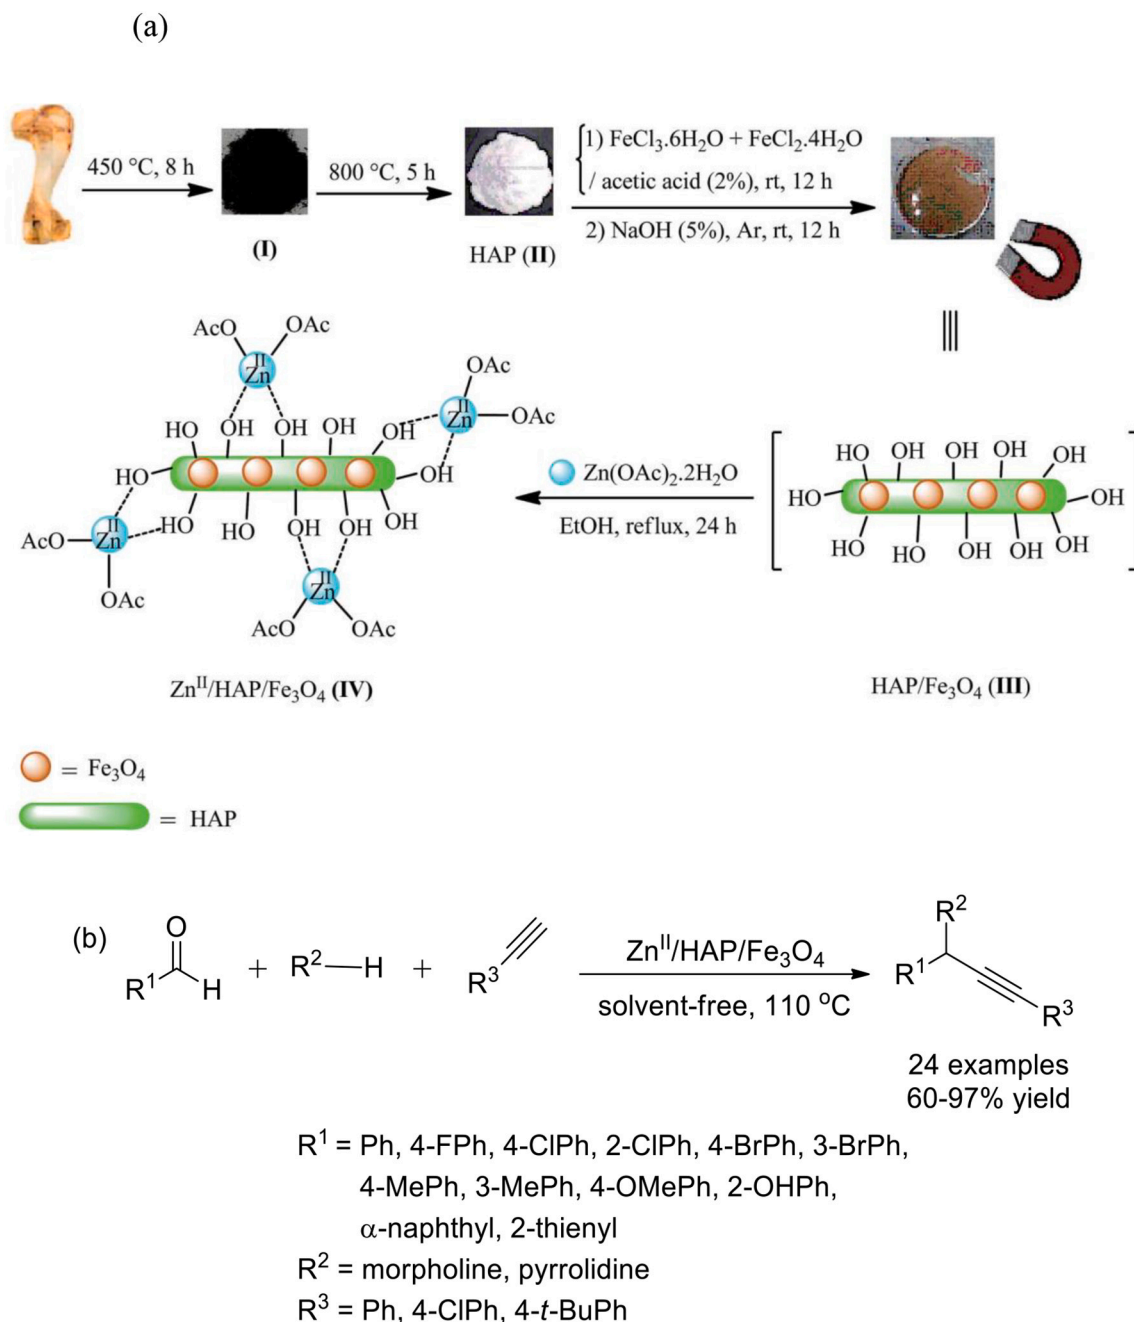 (a)
450 °C, 8 h
800 °C, 5 h
1) FeCl₃.6H₂O + FeCl₂.4H₂O
/ acetic acid (2%), rt, 12 h
2) NaOH (5%), Ar, rt, 12 h
(I)
HAP (II)
AcO OAc
II
Zn
OAc
II
Zn OAc
HO OH OH OH OH
HO OH
HO HO OH OH OH
II
AcO Zn
OAc
II
Zn
AcO OAc
Zn(OAc)₂.2H₂O
EtOH, reflux, 24 h
HO OH OH OH OH
HO OH
HO HO OH OH OH
Znᴵᴵ/HAP/Fe₃O₄ (IV)
HAP/Fe₃O₄ (III)
= Fe₃O₄
= HAP
(b)
O
R¹ H + R²—H + R³
Znᴵᴵ/HAP/Fe₃O₄
solvent-free, 110 °C
R²
R¹
R³
24 examples
60-97% yield
R¹ = Ph, 4-FPh, 4-ClPh, 2-ClPh, 4-BrPh, 3-BrPh,
4-MePh, 3-MePh, 4-OMePh, 2-OHPh,
α-naphthyl, 2-thienyl
R² = morpholine, pyrrolidine
R³ = Ph, 4-ClPh, 4-t-BuPh